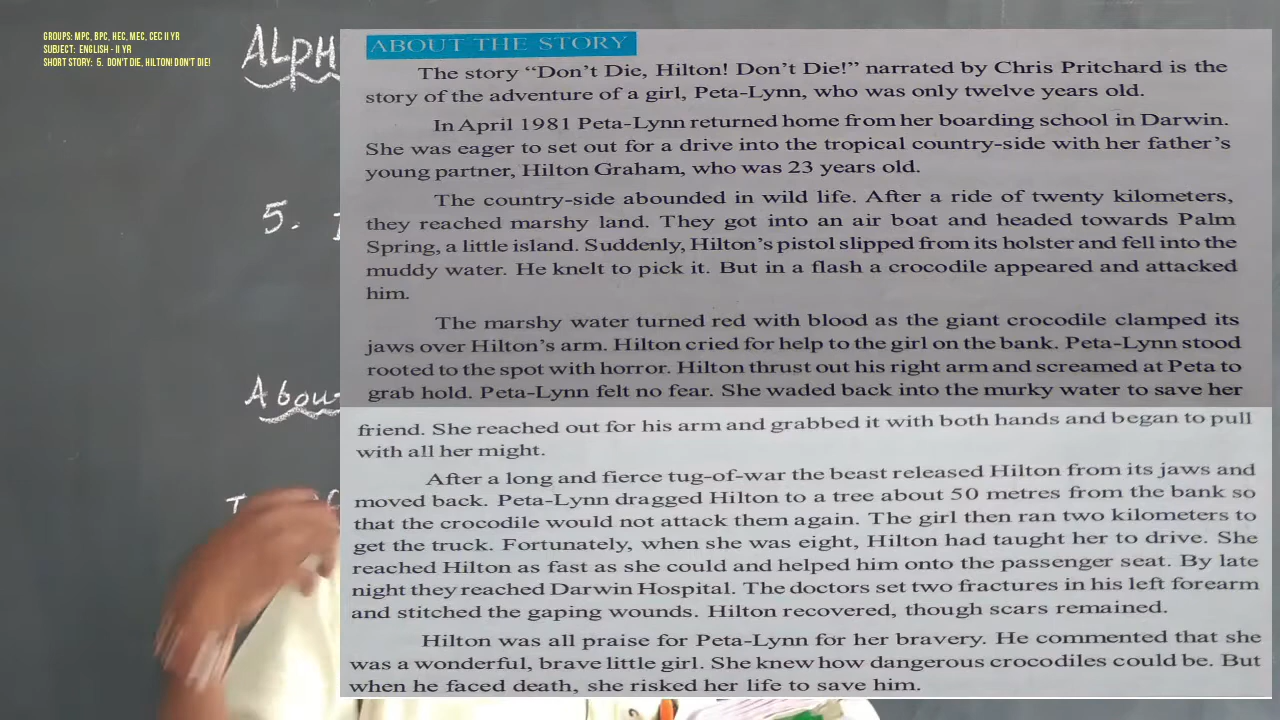 GROUPS: MPC, BPC, HEC, MEC, CEC II YR
SUBJECT: ENGLISH - II YR
SHORT STORY: 5. DON'T DIE, HILTON! DON'T DIE!
ALPH
5.
Abou
T
ABOUT THE STORY
The story “Don’t Die, Hilton! Don’t Die!” narrated by Chris Pritchard is the
story of the adventure of a girl, Peta-Lynn, who was only twelve years old.
In April 1981 Peta-Lynn returned home from her boarding school in Darwin.
She was eager to set out for a drive into the tropical country-side with her father’s
young partner, Hilton Graham, who was 23 years old.
The country-side abounded in wild life. After a ride of twenty kilometers,
they reached marshy land. They got into an air boat and headed towards Palm
Spring, a little island. Suddenly, Hilton’s pistol slipped from its holster and fell into the
muddy water. He knelt to pick it. But in a flash a crocodile appeared and attacked
him.
The marshy water turned red with blood as the giant crocodile clamped its
jaws over Hilton’s arm. Hilton cried for help to the girl on the bank. Peta-Lynn stood
rooted to the spot with horror. Hilton thrust out his right arm and screamed at Peta to
grab hold. Peta-Lynn felt no fear. She waded back into the murky water to save her
friend. She reached out for his arm and grabbed it with both hands and began to pull
with all her might.
After a long and fierce tug-of-war the beast released Hilton from its jaws and
moved back. Peta-Lynn dragged Hilton to a tree about 50 metres from the bank so
that the crocodile would not attack them again. The girl then ran two kilometers to
get the truck. Fortunately, when she was eight, Hilton had taught her to drive. She
reached Hilton as fast as she could and helped him onto the passenger seat. By late
night they reached Darwin Hospital. The doctors set two fractures in his left forearm
and stitched the gaping wounds. Hilton recovered, though scars remained.
Hilton was all praise for Peta-Lynn for her bravery. He commented that she
was a wonderful, brave little girl. She knew how dangerous crocodiles could be. But
when he faced death, she risked her life to save him.